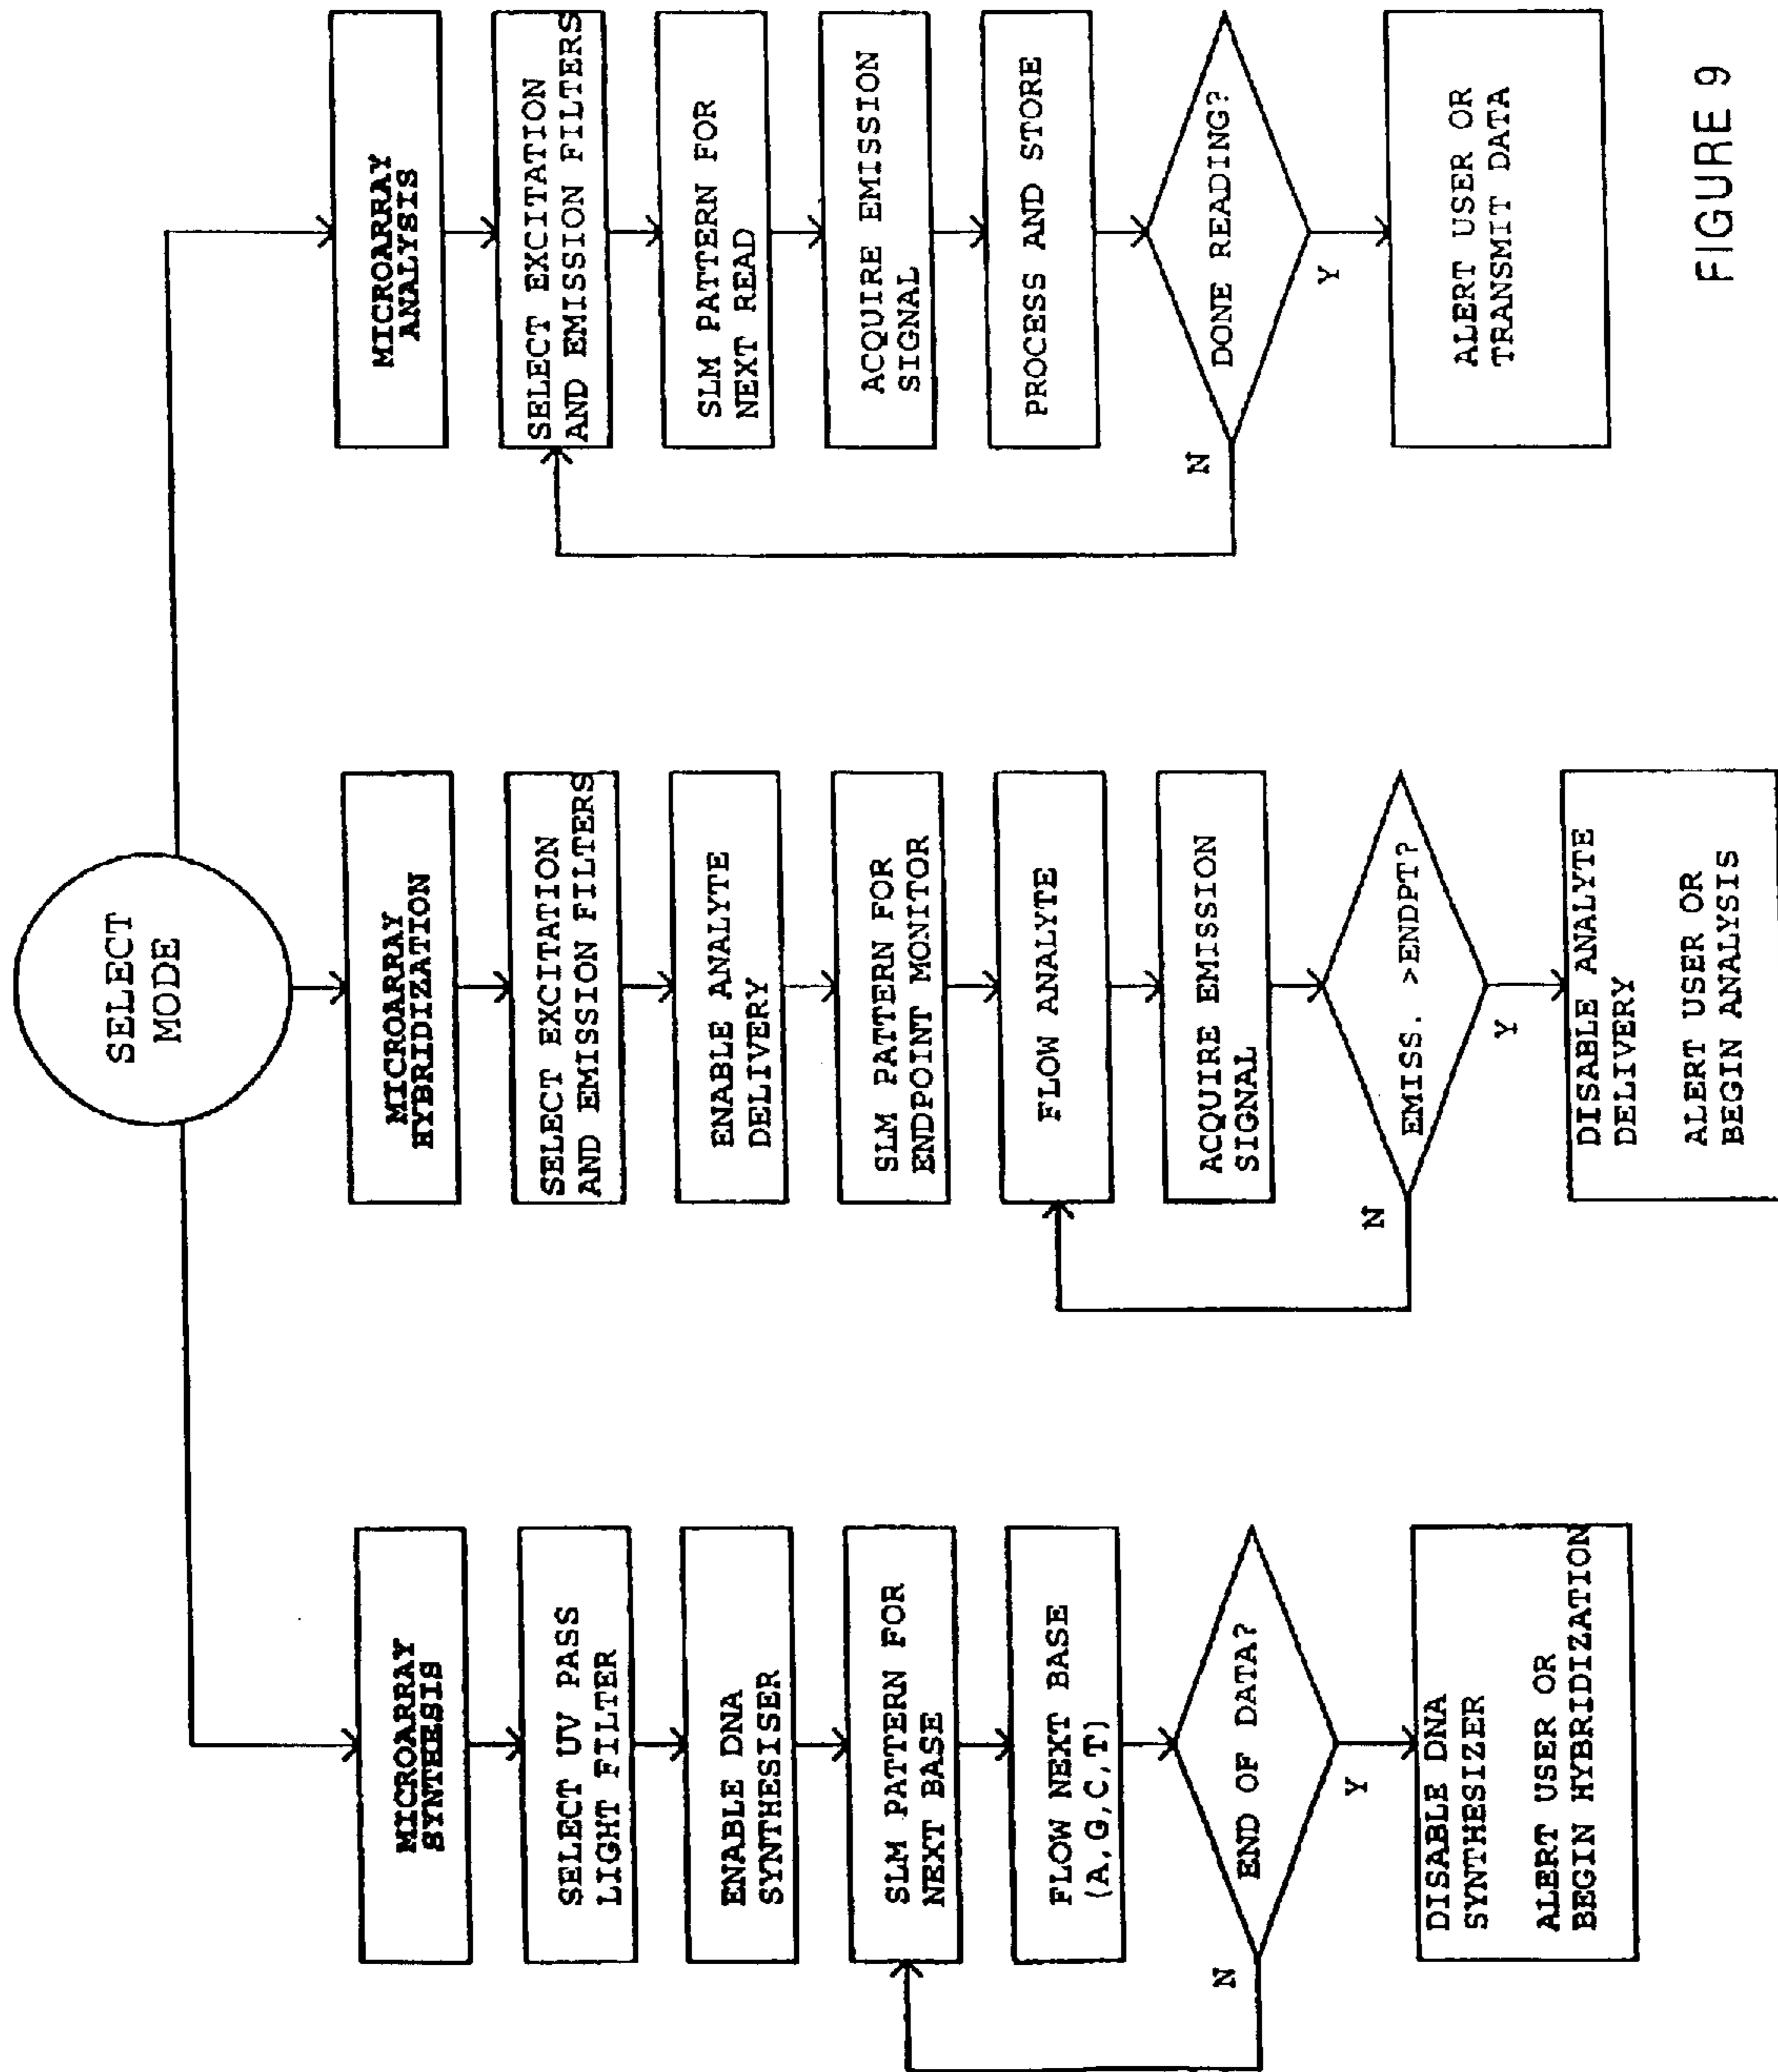 SELECT
MODE
MICROARRAY
SYNTHESIS
SELECT UV PASS
LIGHT FILTER
ENABLE DNA
SYNTHESISER
SLM PATTERN FOR
NEXT BASE
FLOW NEXT BASE
(A,G,C,T)
END OF DATA?
N
Y
DISABLE DNA
SYNTHESIZER
ALERT USER OR
BEGIN HYBRIDIZATION
MICROARRAY
HYBRIDIZATION
SELECT EXCITATION
AND EMISSION FILTERS
ENABLE ANALYTE
DELIVERY
SLM PATTERN FOR
ENDPOINT MONITOR
FLOW ANALYTE
ACQUIRE EMISSION
SIGNAL
EMISS. >ENDPT?
N
Y
DISABLE ANALYTE
DELIVERY
ALERT USER OR
BEGIN ANALYSIS
MICROARRAY
ANALYSIS
SELECT EXCITATION
AND EMISSION FILTERS
SLM PATTERN FOR
NEXT READ
ACQUIRE EMISSION
SIGNAL
PROCESS AND STORE
DONE READING?
N
Y
ALERT USER OR
TRANSMIT DATA
FIGURE 9